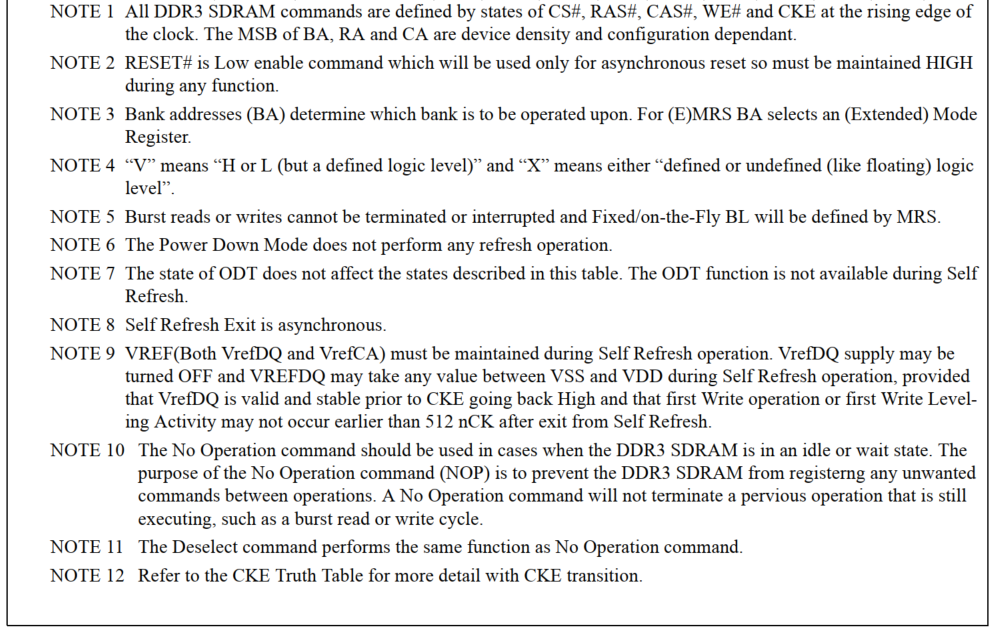 NOTE 1 All DDR3 SDRAM commands are defined by states of CS#, RAS#, CAS#, WE# and CKE at the rising edge of
the clock. The MSB of BA, RA and CA are device density and configuration dependant.
NOTE 2 RESET# is Low enable command which will be used only for asynchronous reset so must be maintained HIGH
during any function.
NOTE 3 Bank addresses (BA) determine which bank is to be operated upon. For (E)MRS BA selects an (Extended) Mode
Register.
NOTE 4 “V” means “H or L (but a defined logic level)” and “X” means either “defined or undefined (like floating) logic
level”.
NOTE 5 Burst reads or writes cannot be terminated or interrupted and Fixed/on-the-Fly BL will be defined by MRS.
NOTE 6 The Power Down Mode does not perform any refresh operation.
NOTE 7 The state of ODT does not affect the states described in this table. The ODT function is not available during Self
Refresh.
NOTE 8 Self Refresh Exit is asynchronous.
NOTE 9 VREF(Both VrefDQ and VrefCA) must be maintained during Self Refresh operation. VrefDQ supply may be
turned OFF and VREFDQ may take any value between VSS and VDD during Self Refresh operation, provided
that VrefDQ is valid and stable prior to CKE going back High and that first Write operation or first Write Level-
ing Activity may not occur earlier than 512 nCK after exit from Self Refresh.
NOTE 10 The No Operation command should be used in cases when the DDR3 SDRAM is in an idle or wait state. The
purpose of the No Operation command (NOP) is to prevent the DDR3 SDRAM from registerng any unwanted
commands between operations. A No Operation command will not terminate a pervious operation that is still
executing, such as a burst read or write cycle.
NOTE 11 The Deselect command performs the same function as No Operation command.
NOTE 12 Refer to the CKE Truth Table for more detail with CKE transition.